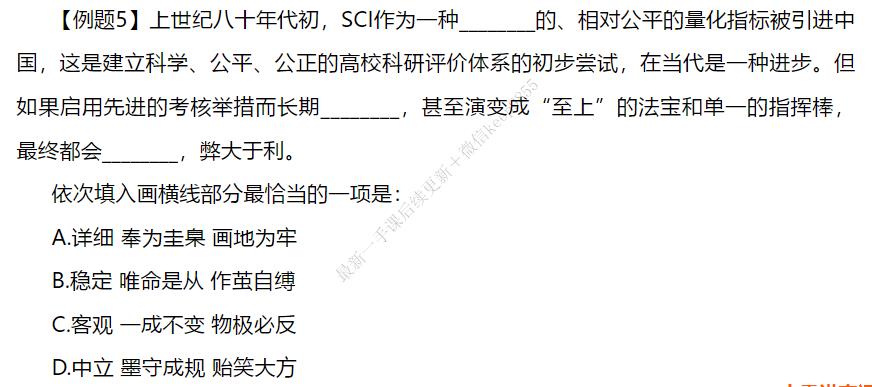 【例题5】上世纪八十年代初，SCI作为一种________的、相对公平的量化指标被引进中
国，这是建立科学、公平、公正的高校科研评价体系的初步尝试，在当代是一种进步。但
如果启用先进的考核举措而长期________，甚至演变成“至上”的法宝和单一的指挥棒，
最终都会________，弊大于利。
依次填入画横线部分最恰当的一项是：
A.详细 奉为圭臬 画地为牢
B.稳定 唯命是从 作茧自缚
C.客观 一成不变 物极必反
D.中立 墨守成规 贻笑大方
最新一手课后续更新＋微信